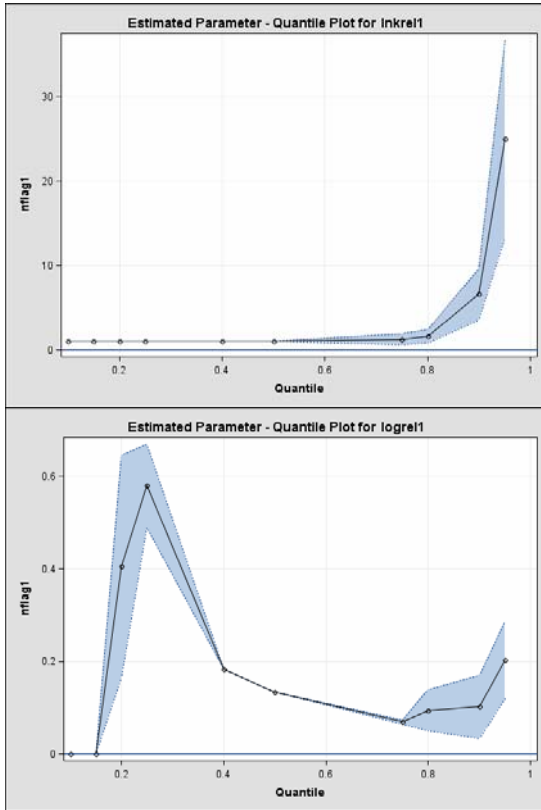 Estimated Parameter - Quantile Plot for lnkrel1
30
20
10
0
nflag1
0.2 0.4 0.6 0.8 1
Quantile
Estimated Parameter - Quantile Plot for logrel1
0.6
0.4
0.2
0
nflag1
0.2 0.4 0.6 0.8 1
Quantile